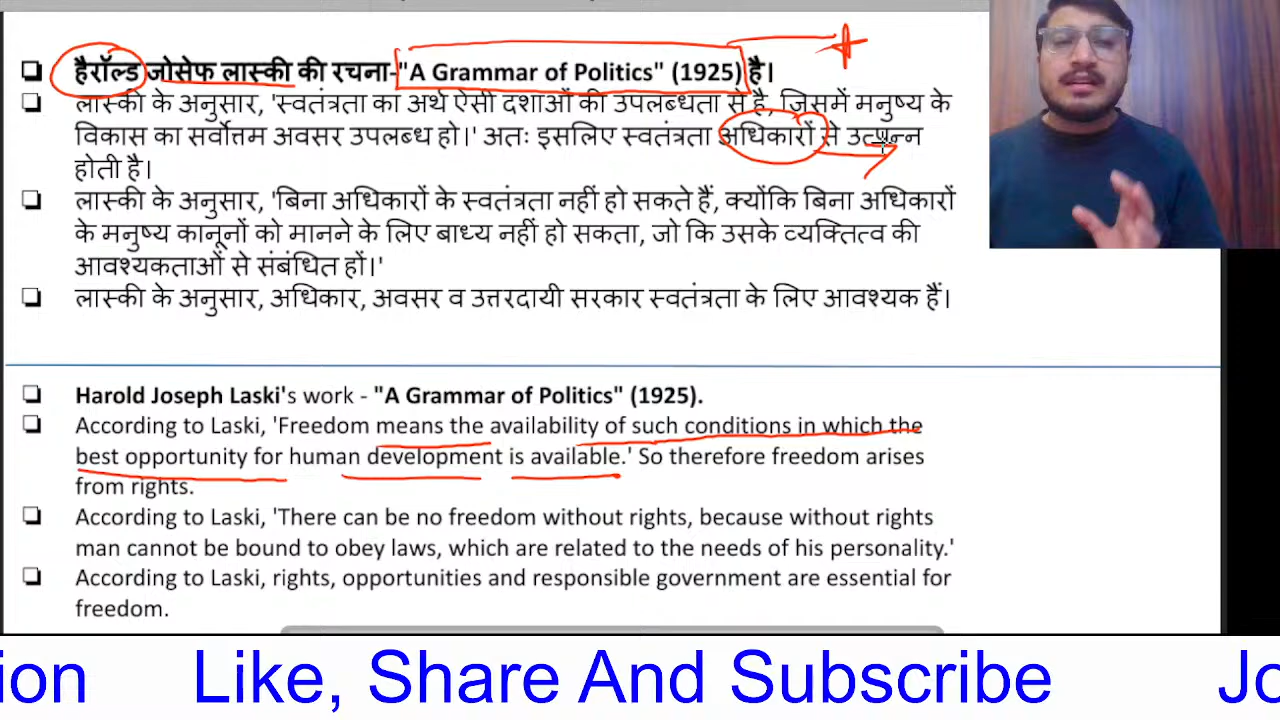 हैरॉल्ड जोसेफ लास्की की रचना-"A Grammar of Politics" (1925) है।
लास्की के अनुसार, 'स्वतंत्रता का अर्थ ऐसी दशाओं की उपलब्धता से है, जिसमें मनुष्य के
विकास का सर्वोत्तम अवसर उपलब्ध हो।' अतः इसलिए स्वतंत्रता अधिकारों से उत्पन्न
होती है।
लास्की के अनुसार, 'बिना अधिकारों के स्वतंत्रता नहीं हो सकते हैं, क्योंकि बिना अधिकारों
के मनुष्य कानूनों को मानने के लिए बाध्य नहीं हो सकता, जो कि उसके व्यक्तित्व की
आवश्यकताओं से संबंधित हों।'
लास्की के अनुसार, अधिकार, अवसर व उत्तरदायी सरकार स्वतंत्रता के लिए आवश्यक हैं।
Harold Joseph Laski's work - "A Grammar of Politics" (1925).
According to Laski, 'Freedom means the availability of such conditions in which the
best opportunity for human development is available.' So therefore freedom arises
from rights.
According to Laski, 'There can be no freedom without rights, because without rights
man cannot be bound to obey laws, which are related to the needs of his personality.'
According to Laski, rights, opportunities and responsible government are essential for
freedom.
ion Like, Share And Subscribe Jo